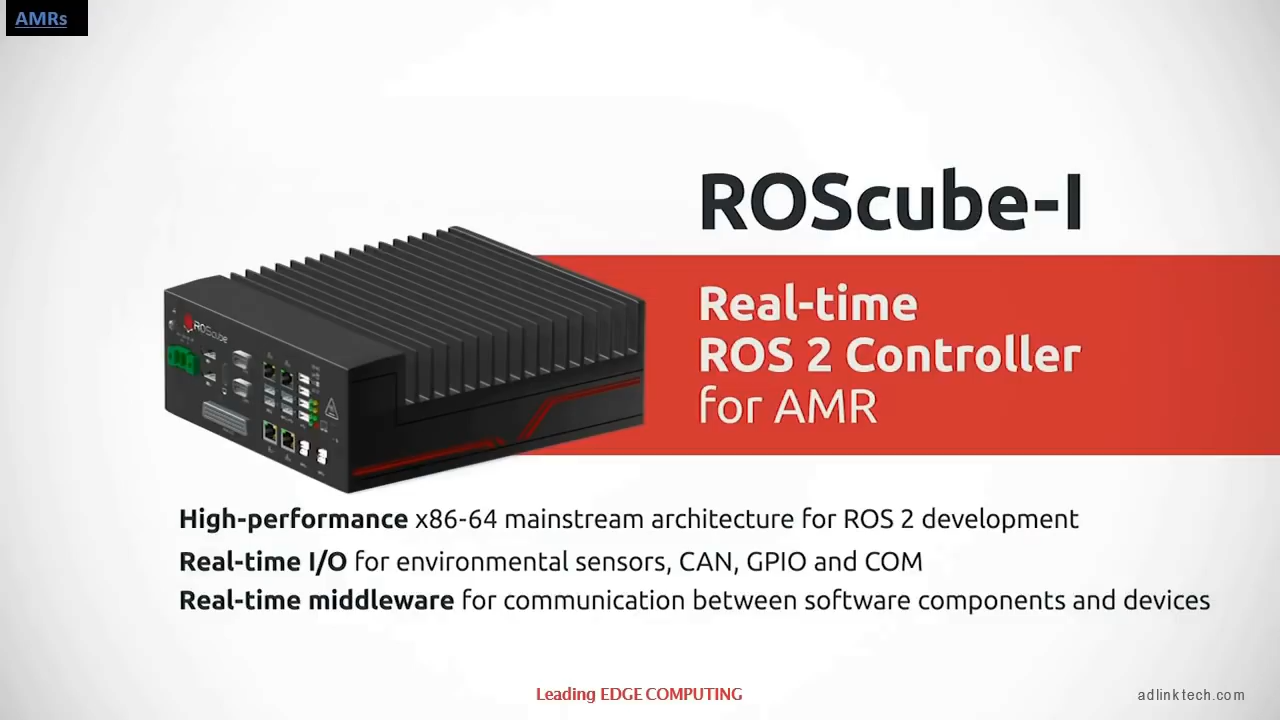 AMRs
ROScube-I
Real-time
ROS 2 Controller
for AMR
ROScube
High-performance x86-64 mainstream architecture for ROS 2 development
Real-time I/O for environmental sensors, CAN, GPIO and COM
Real-time middleware for communication between software components and devices
Leading EDGE COMPUTING
adlinktech.com